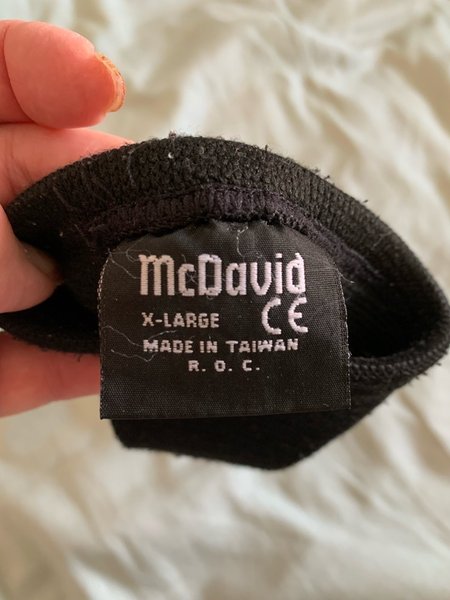 McDavid
X-LARGE CE
MADE IN TAIWAN
R. O. C.